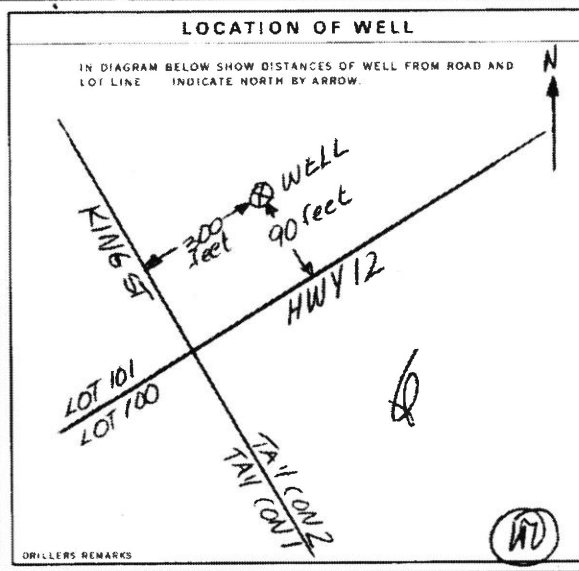 LOCATION OF WELL
IN DIAGRAM BELOW SHOW DISTANCES OF WELL FROM ROAD AND
LOT LINE INDICATE NORTH BY ARROW.
N
WELL
KING ST
300 feet
90 feet
HWY 12
LOT 101
LOT 100
TAY CON 2
TAY CON 1
DRILLERS REMARKS